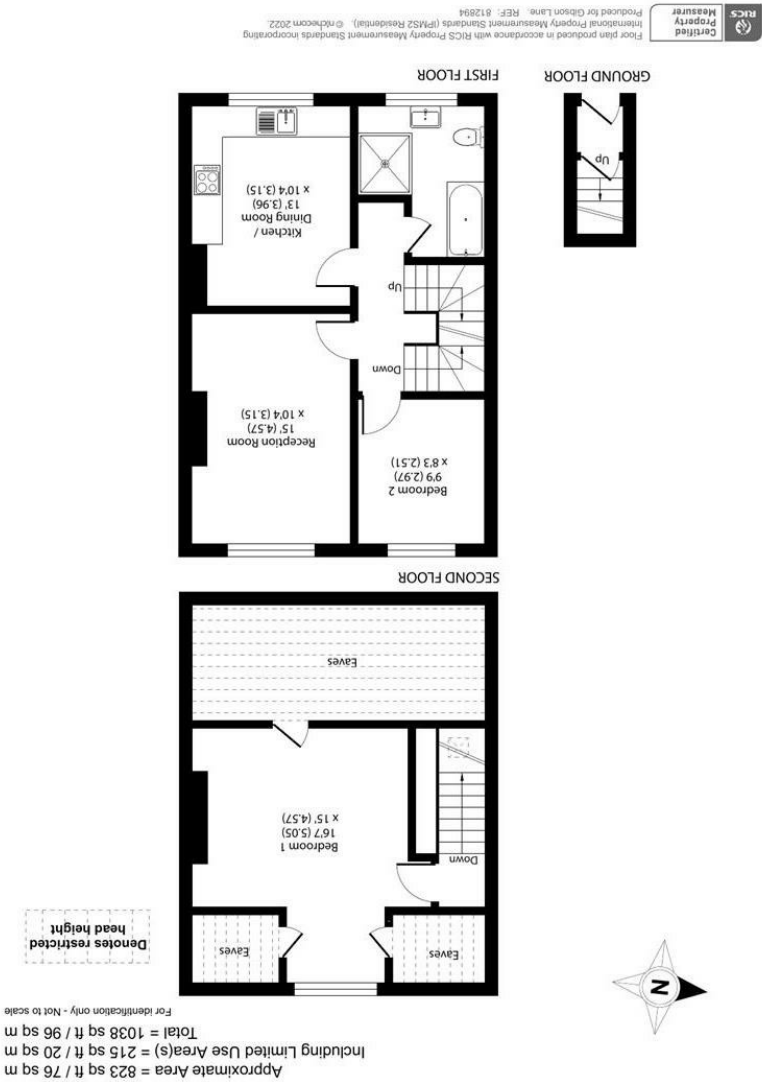 Approximate Area = 823 sq ft / 76 sq m
Including Limited Use Area(s) = 215 sq ft / 20 sq m
Total = 1038 sq ft / 96 sq m
For identification only - Not to scale
N
Denotes restricted
head height
Eaves
Eaves
Down
Bedroom 1
16'7 (5.05)
x 15' (4.57)
Eaves
SECOND FLOOR
Bedroom 2
9'9 (2.97)
x 8'3 (2.51)
Reception Room
15' (4.57)
x 10'4 (3.15)
Down
Up
Kitchen /
Dining Room
13' (3.96)
x 10'4 (3.15)
Up
GROUND FLOOR
FIRST FLOOR
RICS
Certified
Property
Measurer
Floor plan produced in accordance with RICS Property Measurement Standards incorporating
International Property Measurement Standards (IPMS2 Residential). © nichecom 2022.
Produced for Gibson Lane. REF: 812894